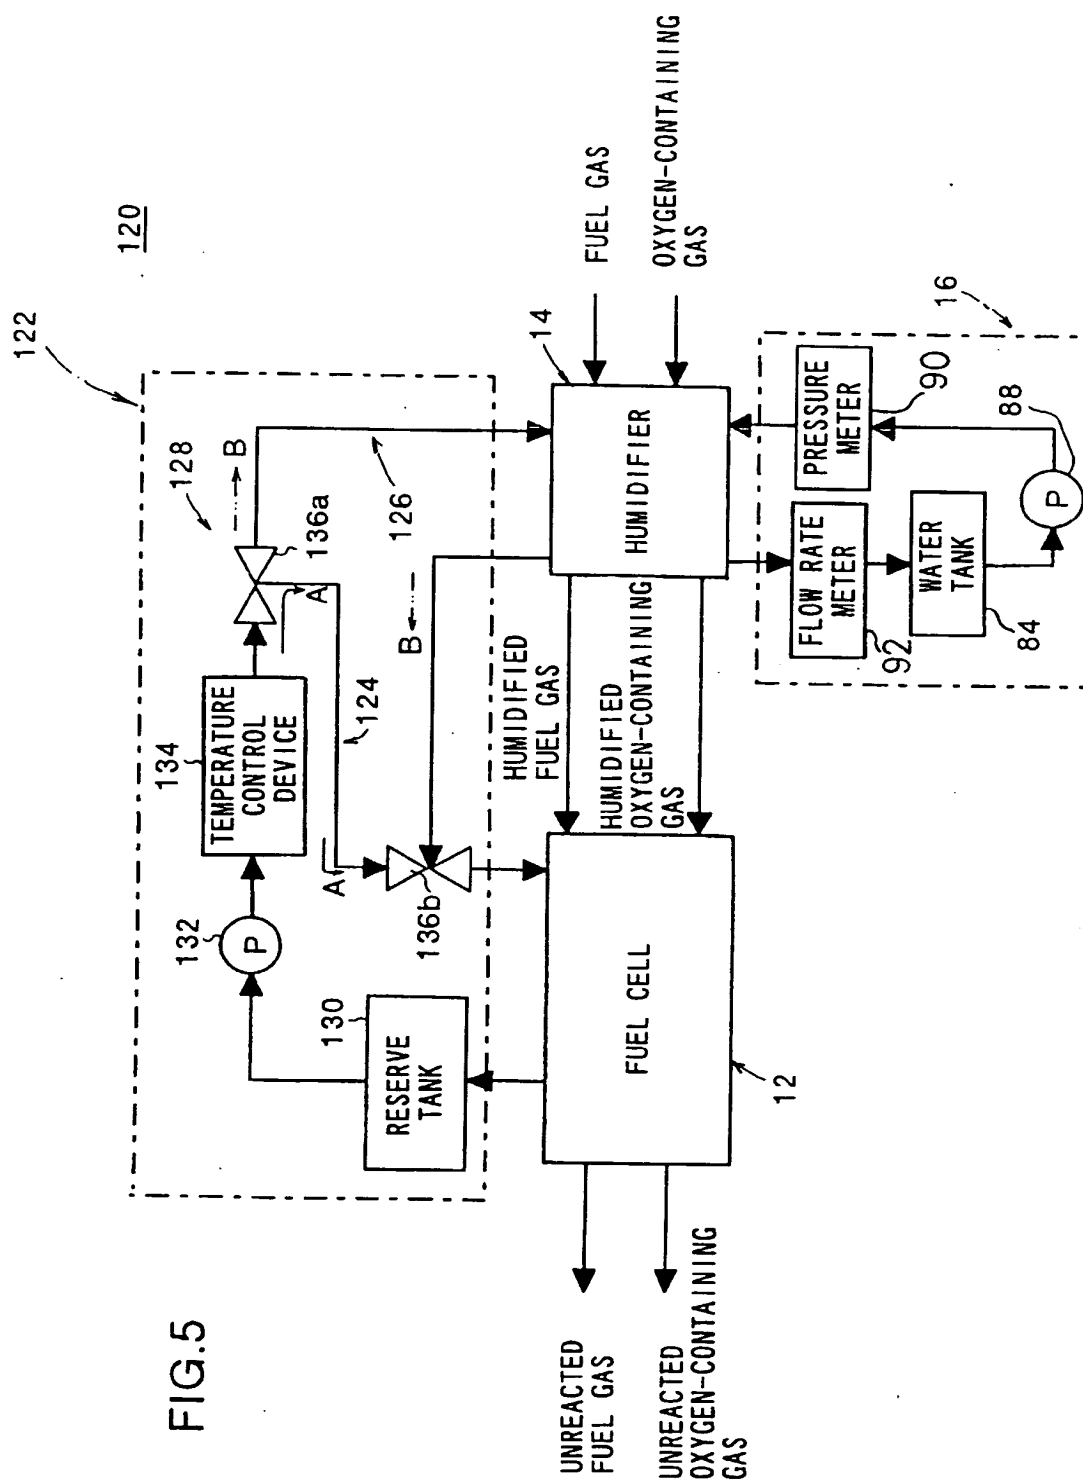 FIG.5
120
122
128
B
136a
126
134
TEMPERATURE
CONTROL
DEVICE
A
124
132
P
A
136b
B
130
RESERVE
TANK
14
HUMIDIFIER
FUEL GAS
OXYGEN-CONTAINING
GAS
HUMIDIFIED
FUEL GAS
HUMIDIFIED
OXYGEN-CONTAINING
GAS
FUEL CELL
12
UNREACTED
FUEL GAS
UNREACTED
OXYGEN-CONTAINING
GAS
16
PRESSURE
METER
90
88
P
FLOW RATE
METER
92
WATER
TANK
84